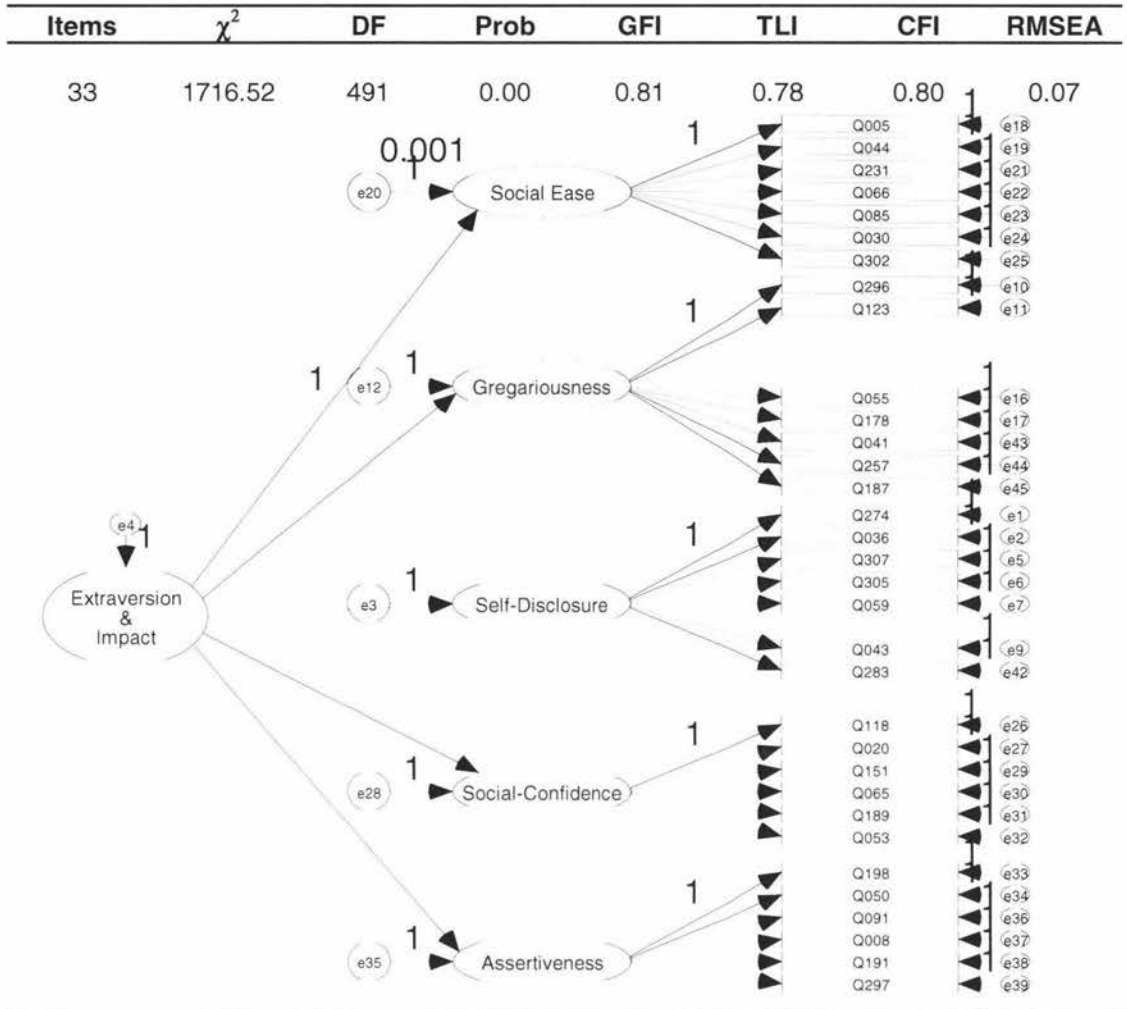 Items χ² DF Prob GFI TLI CFI RMSEA
33 1716.52 491 0.00 0.81 0.78 0.80 0.07
1
1 Q005 e18
0.001 Q044 e19
1 Q231 e21
e20 Social Ease Q066 e22
Q085 e23
Q030 e24
Q302 e25
Q296 e10
1 Q123 e11
1 1
e12 Gregariousness Q055 e16
Q178 e17
Q041 e43
Q257 e44
Q187 e45
e4 1 1 Q274 e1
Q036 e2
Q307 e5
1 Q305 e6
Extraversion
&
Impact
e3 Self-Disclosure Q059 e7
Q043 e9
Q283 e42
1 Q118 e26
1 Q020 e27
Q151 e29
e28 Social-Confidence Q065 e30
Q189 e31
Q053 e32
Q198 e33
1 Q050 e34
1 Q091 e36
Q008 e37
e35 Assertiveness Q191 e38
Q297 e39